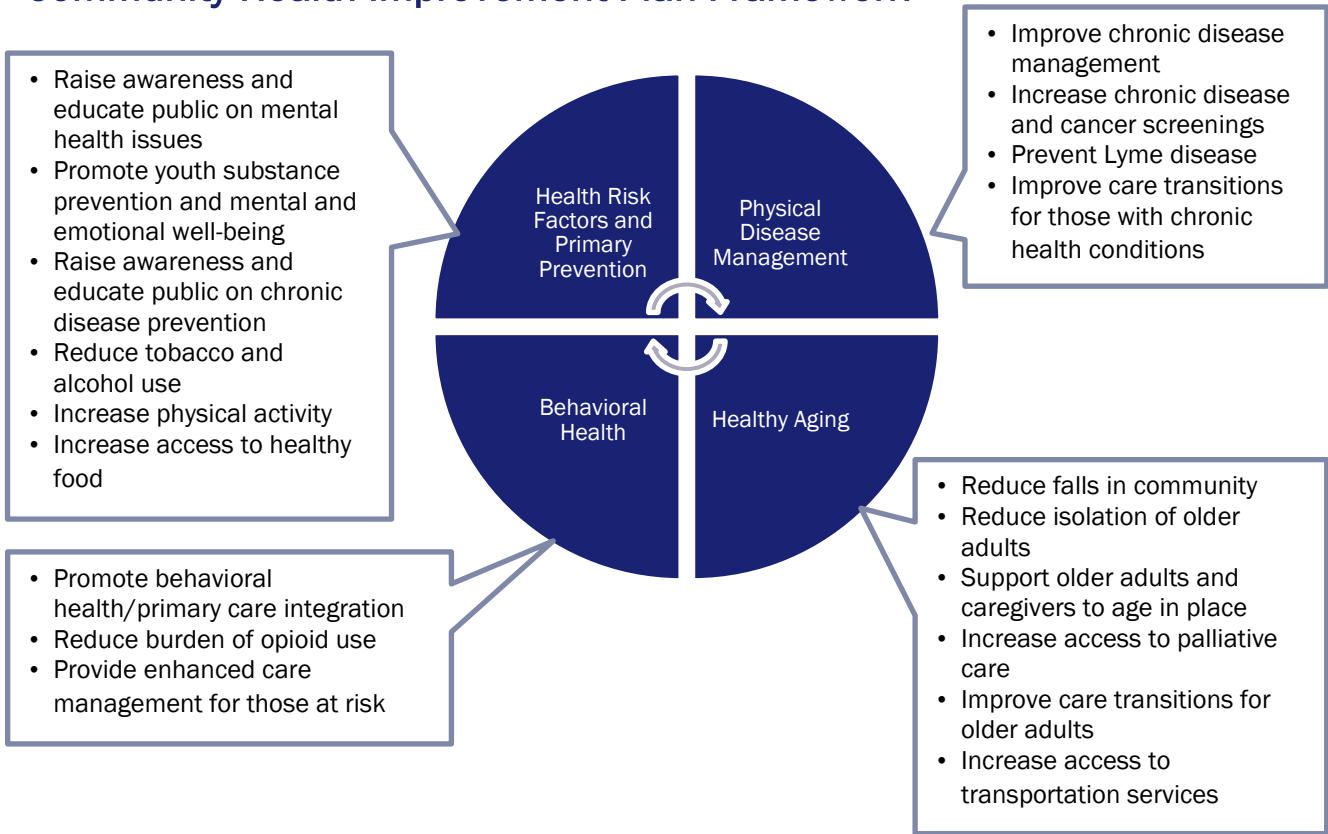 • Raise awareness and
educate public on mental
health issues
• Promote youth substance
prevention and mental and
emotional well-being
• Raise awareness and
educate public on chronic
disease prevention
• Reduce tobacco and
alcohol use
• Increase physical activity
• Increase access to healthy
food
Health Risk
Factors and
Primary
Prevention
Physical
Disease
Management
• Improve chronic disease
management
• Increase chronic disease
and cancer screenings
• Prevent Lyme disease
• Improve care transitions
for those with chronic
health conditions
Behavioral
Health
Healthy Aging
• Promote behavioral
health/primary care integration
• Reduce burden of opioid use
• Provide enhanced care
management for those at risk
• Reduce falls in community
• Reduce isolation of older
adults
• Support older adults and
caregivers to age in place
• Increase access to palliative
care
• Improve care transitions for
older adults
• Increase access to
transportation services